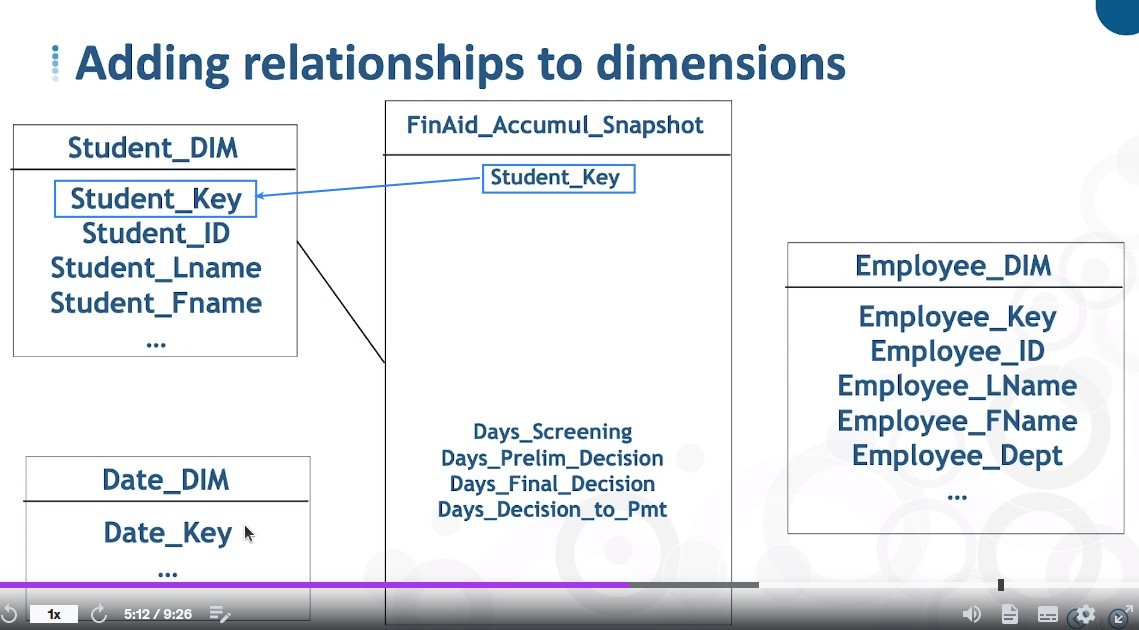 Adding relationships to dimensions
Student_DIM
Student_Key
Student_ID
Student_Lname
Student_Fname
...
FinAid_Accumul_Snapshot
Student_Key
Days_Screening
Days_Prelim_Decision
Days_Final_Decision
Days_Decision_to_Pmt
Employee_DIM
Employee_Key
Employee_ID
Employee_LName
Employee_FName
Employee_Dept
...
Date_DIM
Date_Key
...
1x
5:12 / 9:26